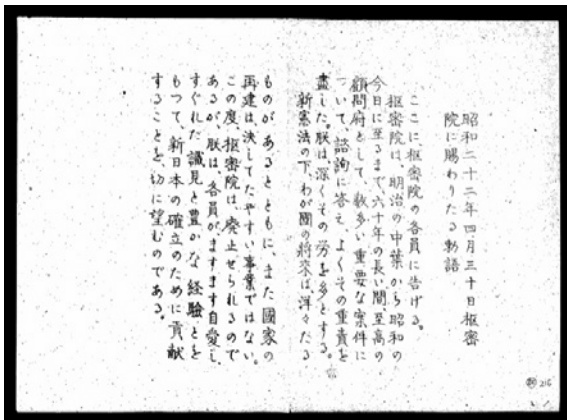 昭和二十二年四月三十日枢密
院に賜わりたる勅語
ここに、枢密院の各員に告げる。
枢密院は、明治の中葉から昭和の
今日に至るまで六十年の長い間、至高の
顧問府として、数多い重要な案件に
ついて、諮詢に答え、よくその重責を
盡した。朕は、深くその労を多とする。
新憲法の下、わが國の将来は、洋々たる
ものがあるとともに、また國家の
再建は、決してたやすい事業ではない。
この度、枢密院は、廃止せられるので
あるが、朕は、各員がますます自愛し、
すぐれた識見と豊かな経験とを
もつて、新日本の確立のために貢献
することを、切に望むのである。
216